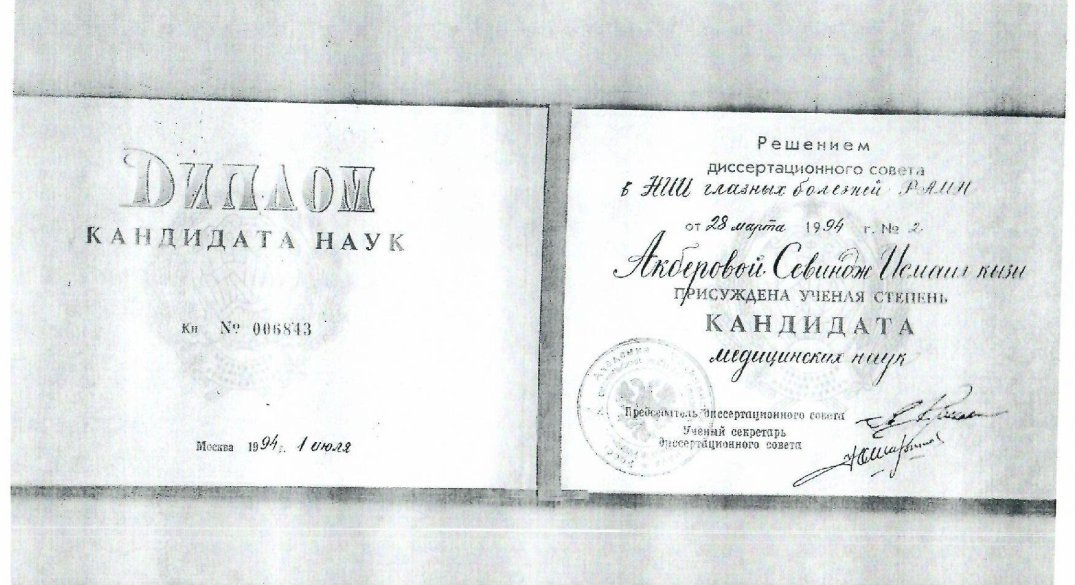 ДИПЛОМ
КАНДИДАТА НАУК
Кн № 006843
Москва 1994 г. 1 июля
Решением
диссертационного совета
в НИИ глазных болезней РАМН
от 28 марта 1994 г. № 2
Акберовой Севиндж Исмаил кызы
ПРИСУЖДЕНА УЧЕНАЯ СТЕПЕНЬ
КАНДИДАТА
медицинских наук
Председатель диссертационного совета
Ученый секретарь
диссертационного совета